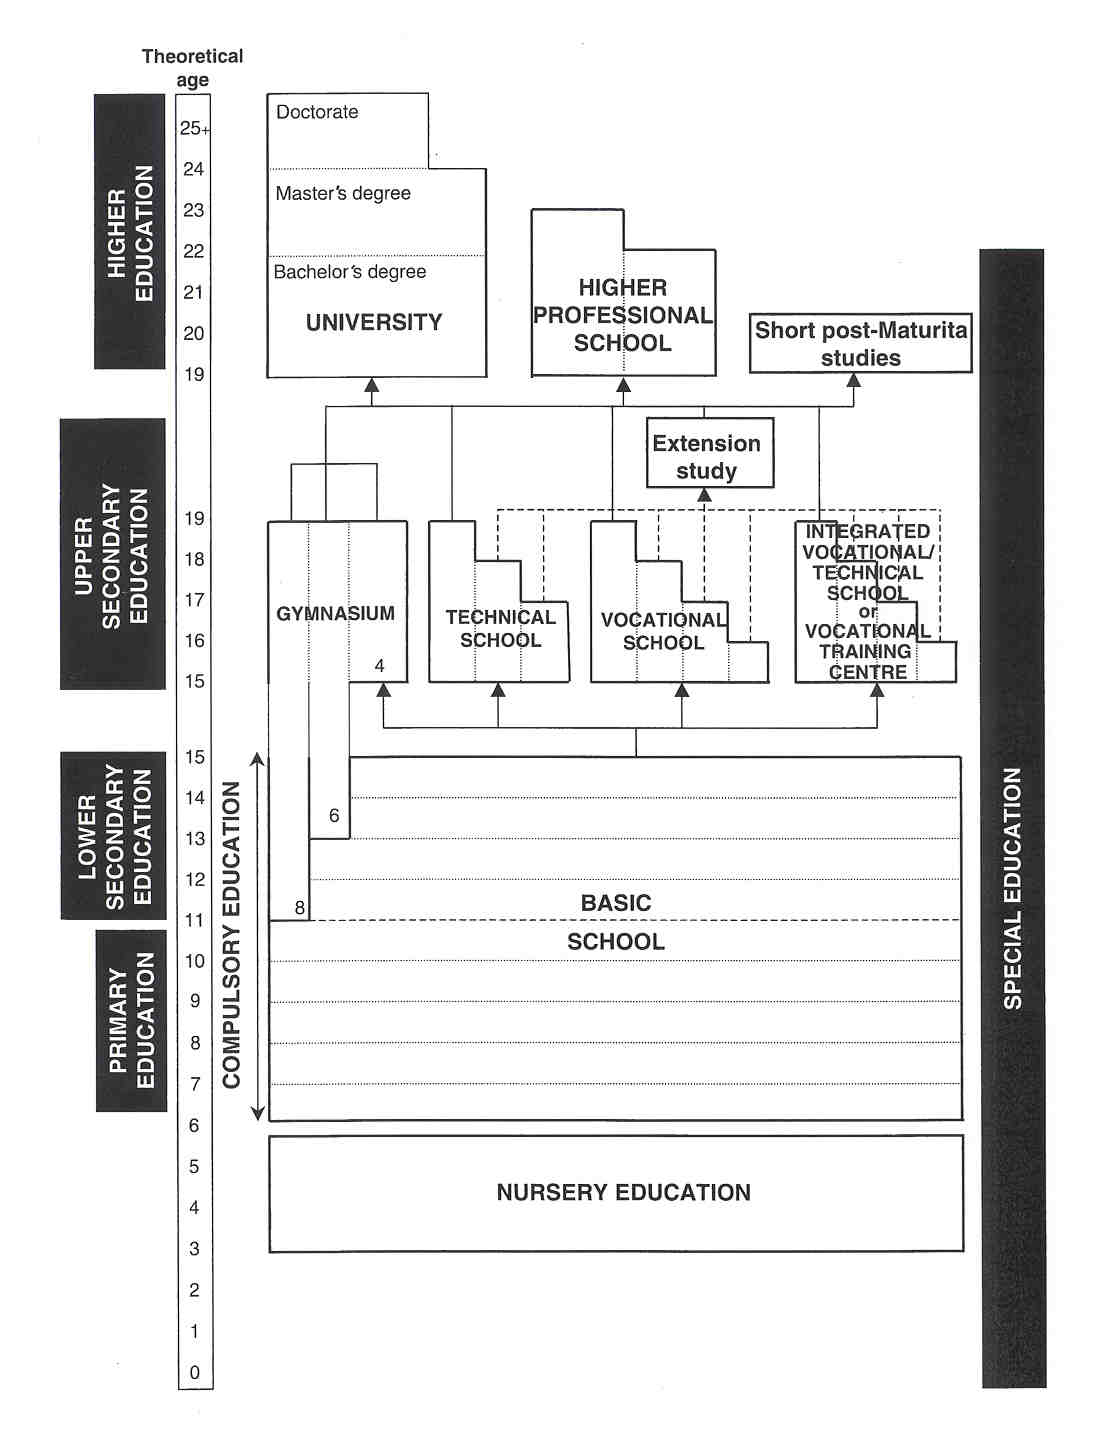 Theoretical
age
HIGHER
EDUCATION
25+
24
23
22
21
20
19
Doctorate
Master's degree
Bachelor's degree
UNIVERSITY
HIGHER
PROFESSIONAL
SCHOOL
Short post-Maturita
studies
Extension
study
UPPER
SECONDARY
EDUCATION
19
18
17
16
15
GYMNASIUM
4
TECHNICAL
SCHOOL
VOCATIONAL
SCHOOL
INTEGRATED
VOCATIONAL/
TECHNICAL
SCHOOL
or
VOCATIONAL
TRAINING
CENTRE
LOWER
SECONDARY
EDUCATION
15
14
13
12
11
6
8
COMPULSORY EDUCATION
BASIC
SCHOOL
PRIMARY
EDUCATION
10
9
8
7
6
5
4
3
2
1
0
NURSERY EDUCATION
SPECIAL EDUCATION